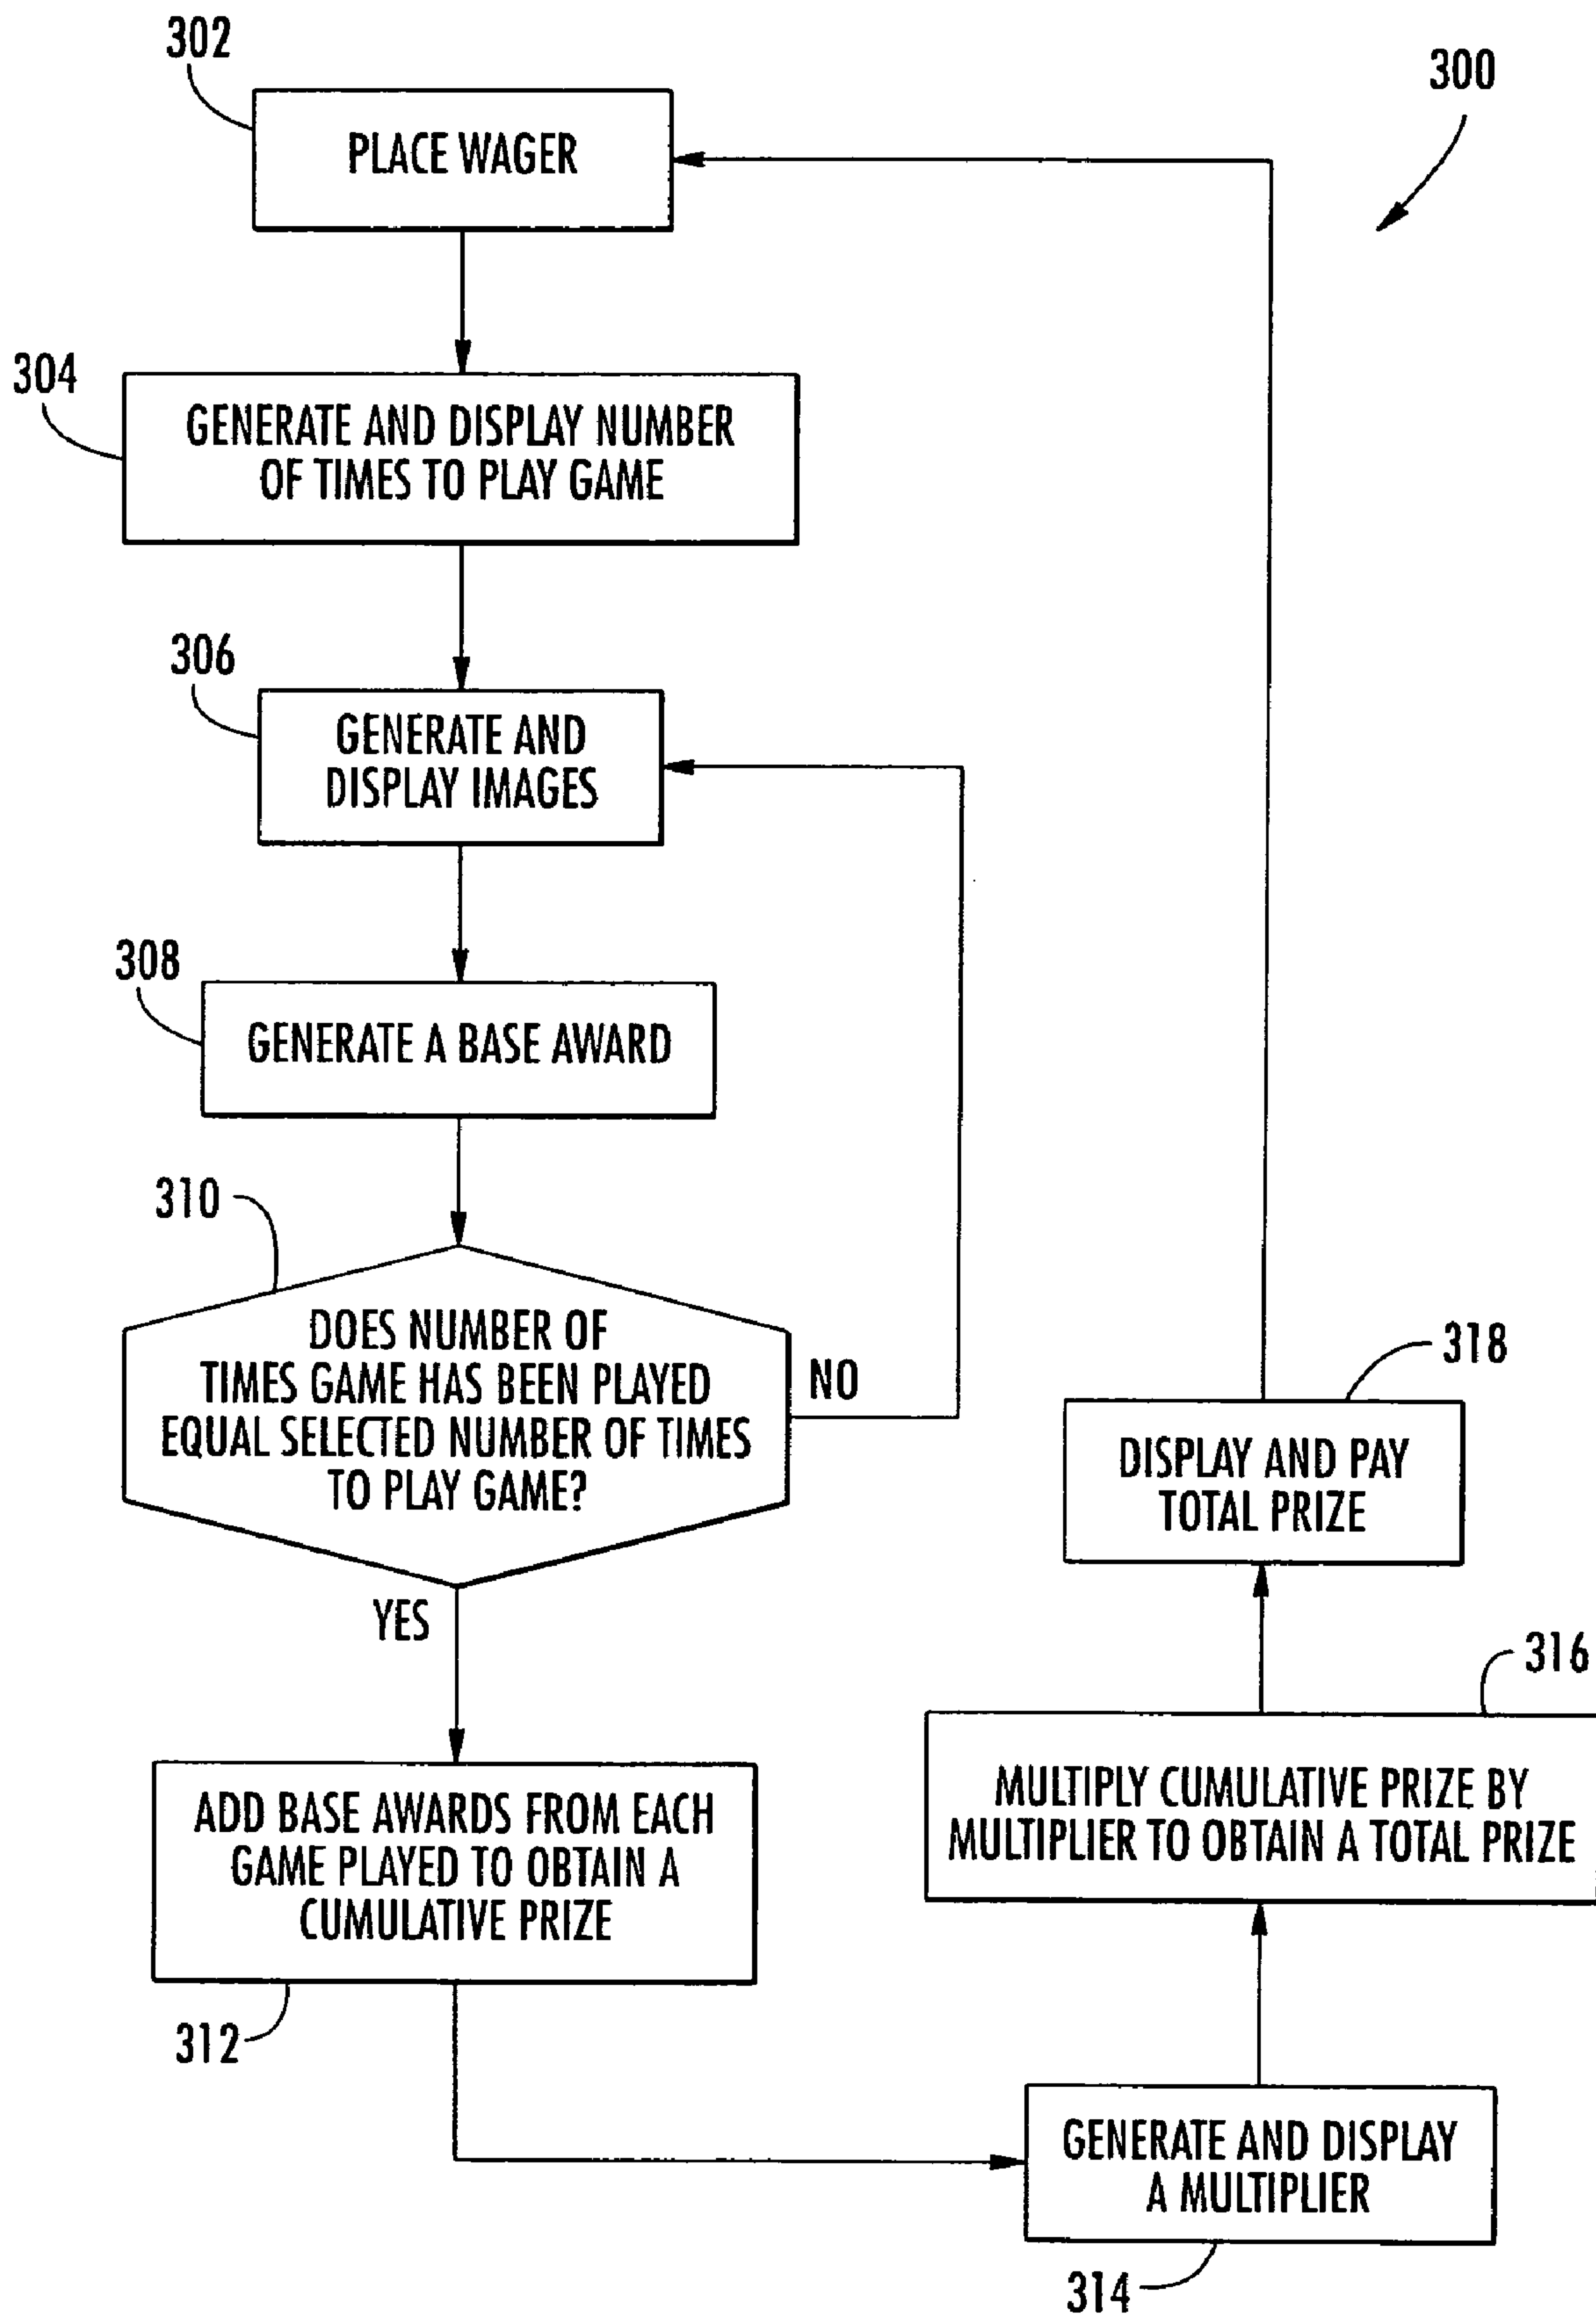 302
300
PLACE WAGER
304
GENERATE AND DISPLAY NUMBER
OF TIMES TO PLAY GAME
306
GENERATE AND
DISPLAY IMAGES
308
GENERATE A BASE AWARD
310
DOES NUMBER OF
TIMES GAME HAS BEEN PLAYED
EQUAL SELECTED NUMBER OF TIMES
TO PLAY GAME?
NO
YES
ADD BASE AWARDS FROM EACH
GAME PLAYED TO OBTAIN A
CUMULATIVE PRIZE
312
GENERATE AND DISPLAY
A MULTIPLIER
314
316
MULTIPLY CUMULATIVE PRIZE BY
MULTIPLIER TO OBTAIN A TOTAL PRIZE
318
DISPLAY AND PAY
TOTAL PRIZE